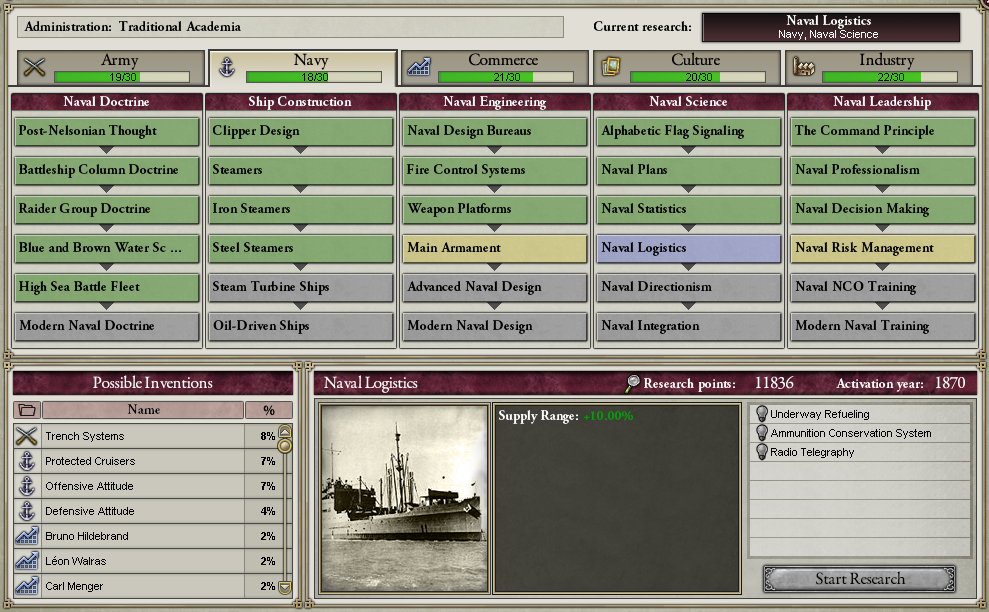 Administration: Traditional Academia
Current research:
Naval Logistics
Navy, Naval Science
Army
19/30
Navy
18/30
Commerce
21/30
Culture
20/30
Industry
22/30
Naval Doctrine
Ship Construction
Naval Engineering
Naval Science
Naval Leadership
Post-Nelsonian Thought
Clipper Design
Naval Design Bureaus
Alphabetic Flag Signaling
The Command Principle
Battleship Column Doctrine
Steamers
Fire Control Systems
Naval Plans
Naval Professionalism
Raider Group Doctrine
Iron Steamers
Weapon Platforms
Naval Statistics
Naval Decision Making
Blue and Brown Water Sc ...
Steel Steamers
Main Armament
Naval Logistics
Naval Risk Management
High Sea Battle Fleet
Steam Turbine Ships
Advanced Naval Design
Naval Directionism
Naval NCO Training
Modern Naval Doctrine
Oil-Driven Ships
Modern Naval Design
Naval Integration
Modern Naval Training
Possible Inventions
Name %
Trench Systems 8%
Protected Cruisers 7%
Offensive Attitude 7%
Defensive Attitude 4%
Bruno Hildebrand 2%
Léon Walras 2%
Carl Menger 2%
Naval Logistics
Research points: 11836
Activation year: 1870
Supply Range: +10.00%
Underway Refueling
Ammunition Conservation System
Radio Telegraphy
Start Research